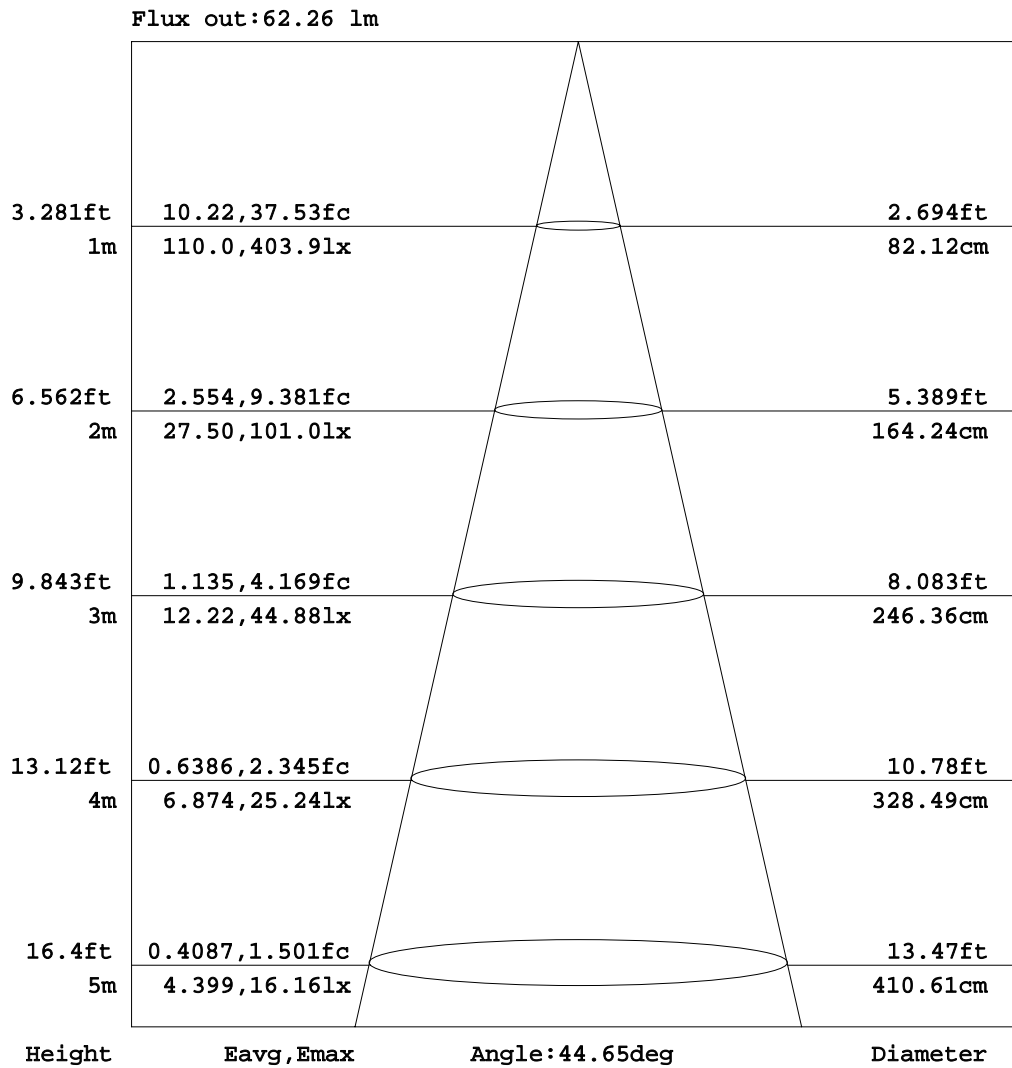 Flux out:62.26 lm
3.281ft 10.22,37.53fc 2.694ft
1m 110.0,403.9lx 82.12cm
6.562ft 2.554,9.381fc 5.389ft
2m 27.50,101.0lx 164.24cm
9.843ft 1.135,4.169fc 8.083ft
3m 12.22,44.88lx 246.36cm
13.12ft 0.6386,2.345fc 10.78ft
4m 6.874,25.24lx 328.49cm
16.4ft 0.4087,1.501fc 13.47ft
5m 4.399,16.16lx 410.61cm
Height Eavg,Emax Angle:44.65deg Diameter